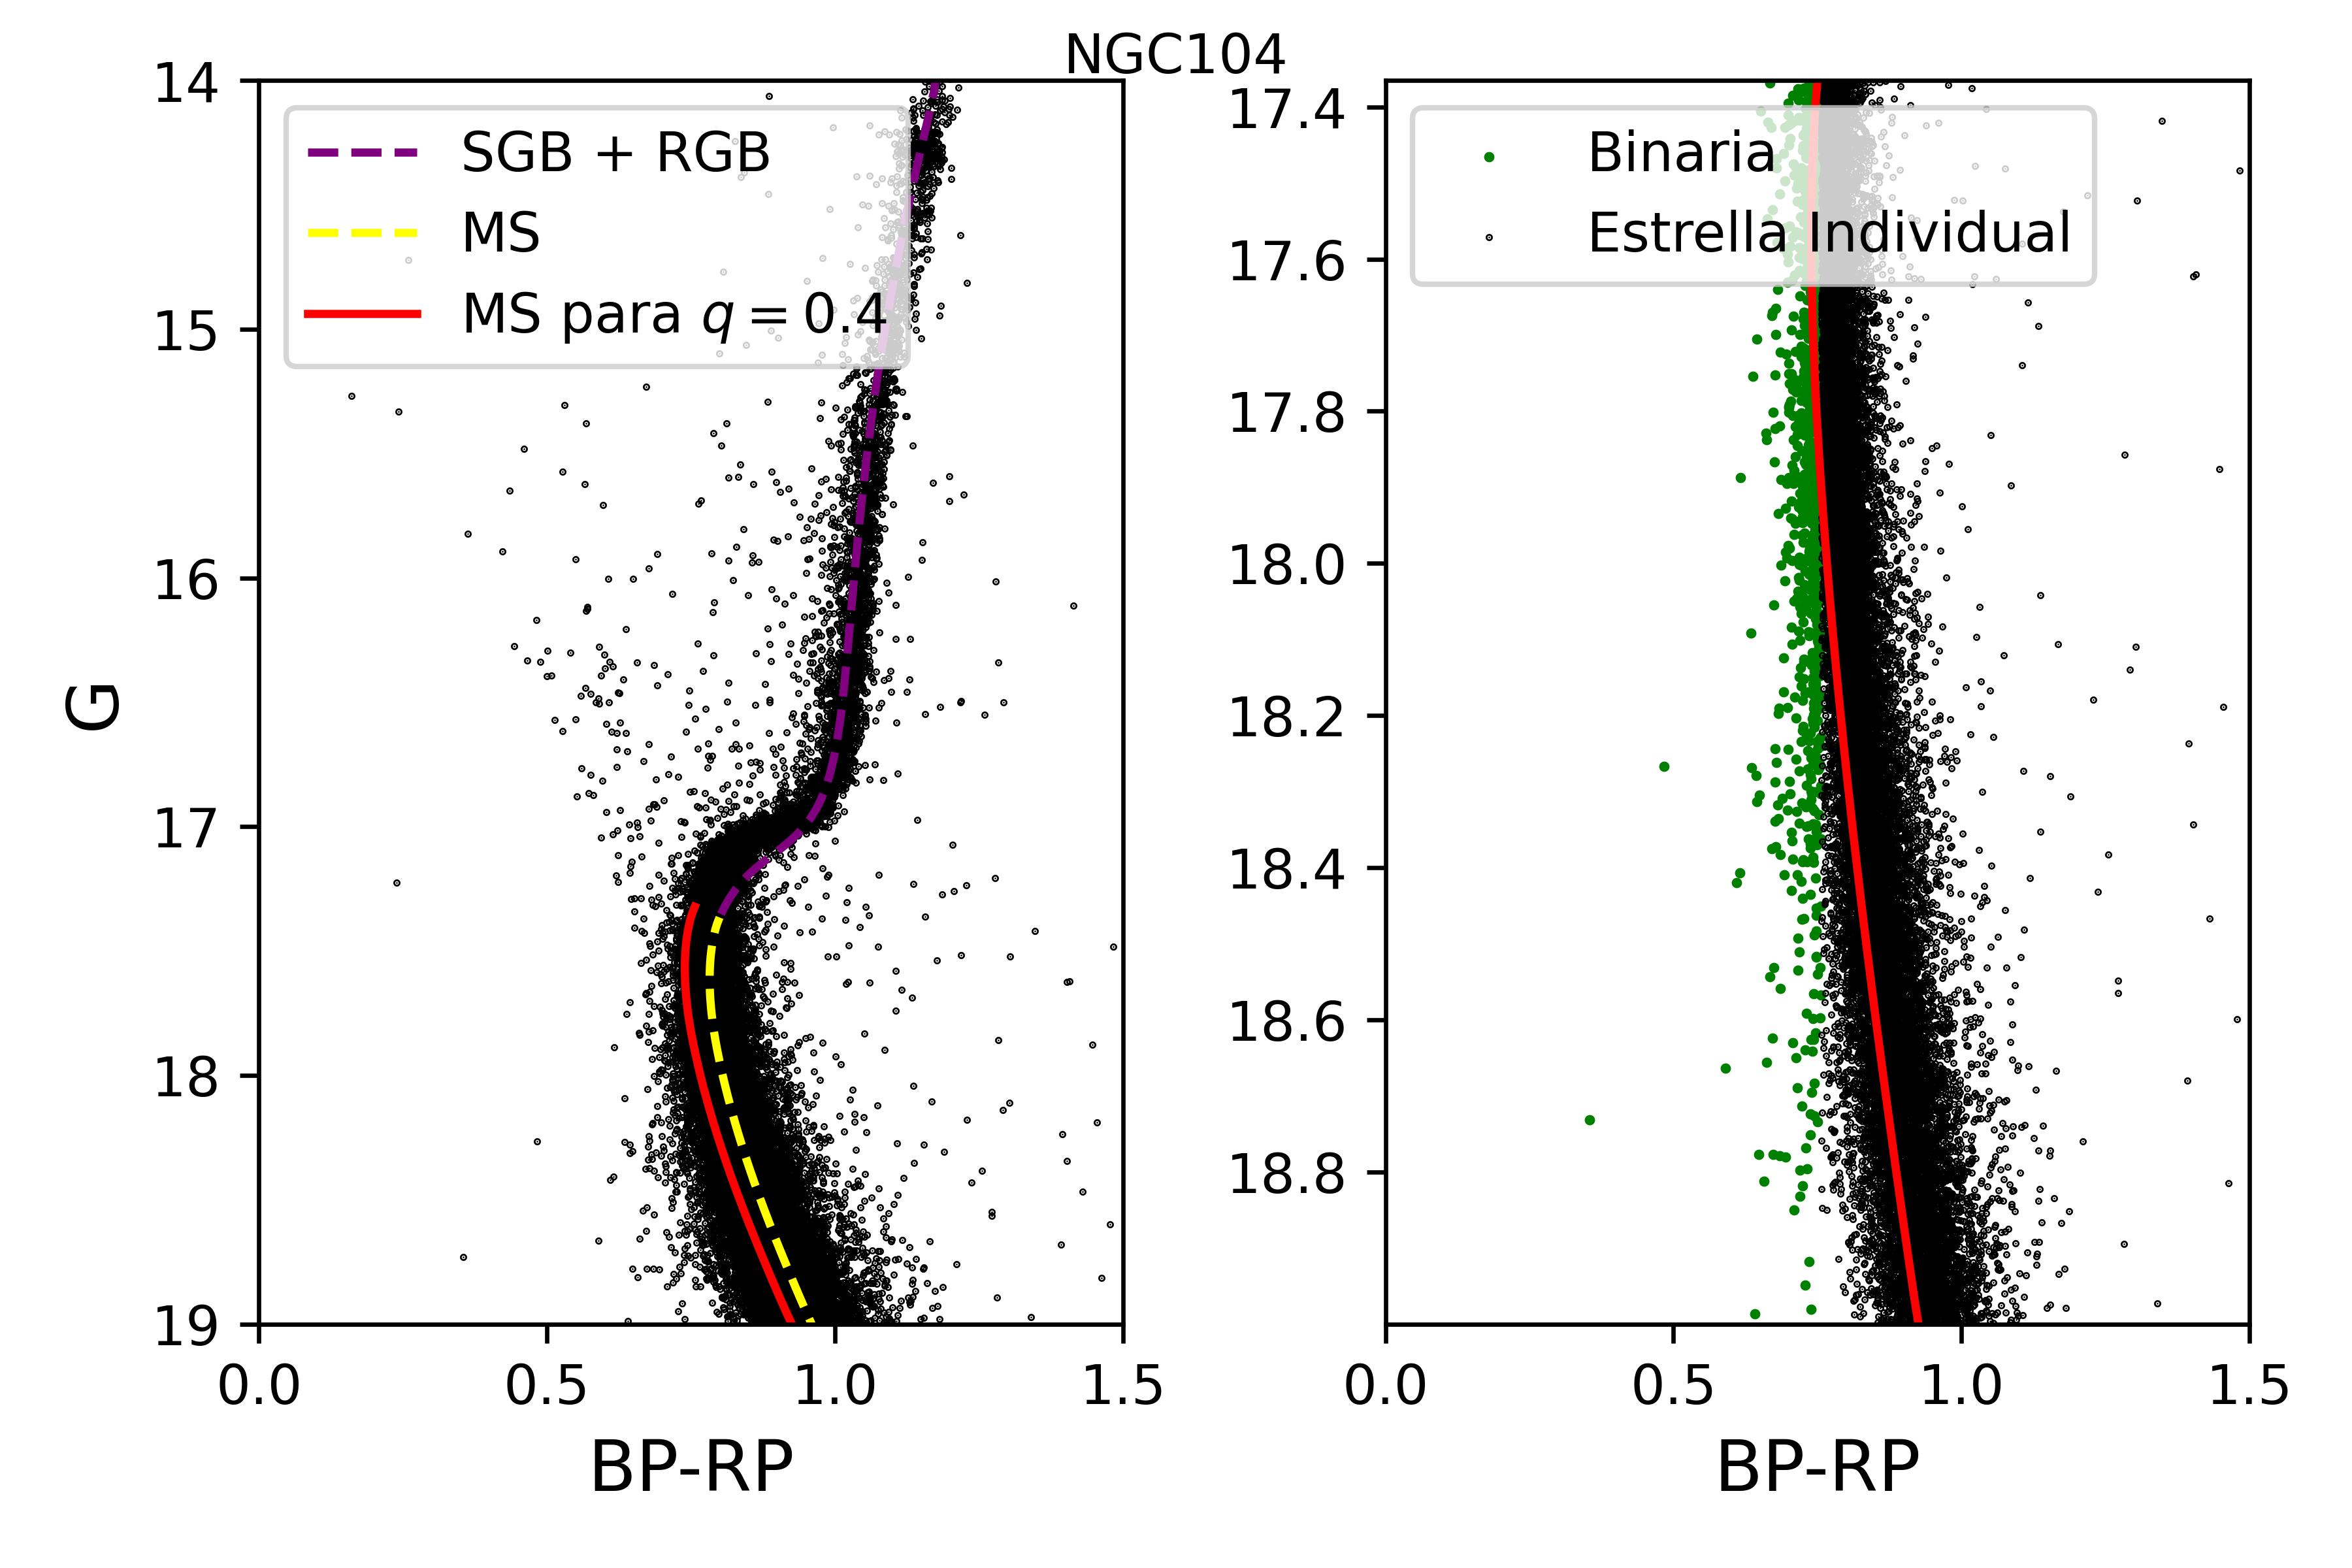 NGC104
14
15
16
17
18
19
G
SGB + RGB
MS
MS para q = 0.4
0.0 0.5 1.0 1.5
BP-RP
17.4
17.6
17.8
18.0
18.2
18.4
18.6
18.8
Binaria
Estrella Individual
0.0 0.5 1.0 1.5
BP-RP